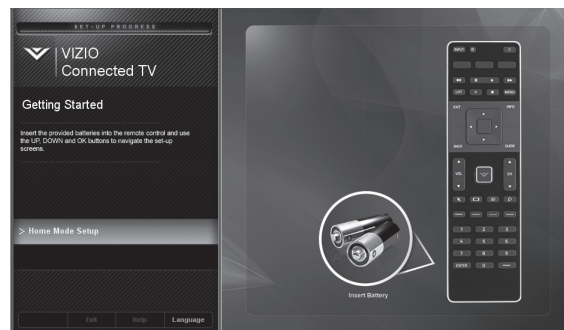 SET-UP PROGRESS
VIZIO
Connected TV
Getting Started
Insert the provided batteries into the remote control and use
the UP, DOWN and OK buttons to navigate the set-up
screens.
> Home Mode Setup
Exit Help Language
INPUT
LIST MENU
EXIT INFO
BACK GUIDE
VOL CH
1 2 3
4 5 6
7 8 9
ENTER 0
Insert Battery